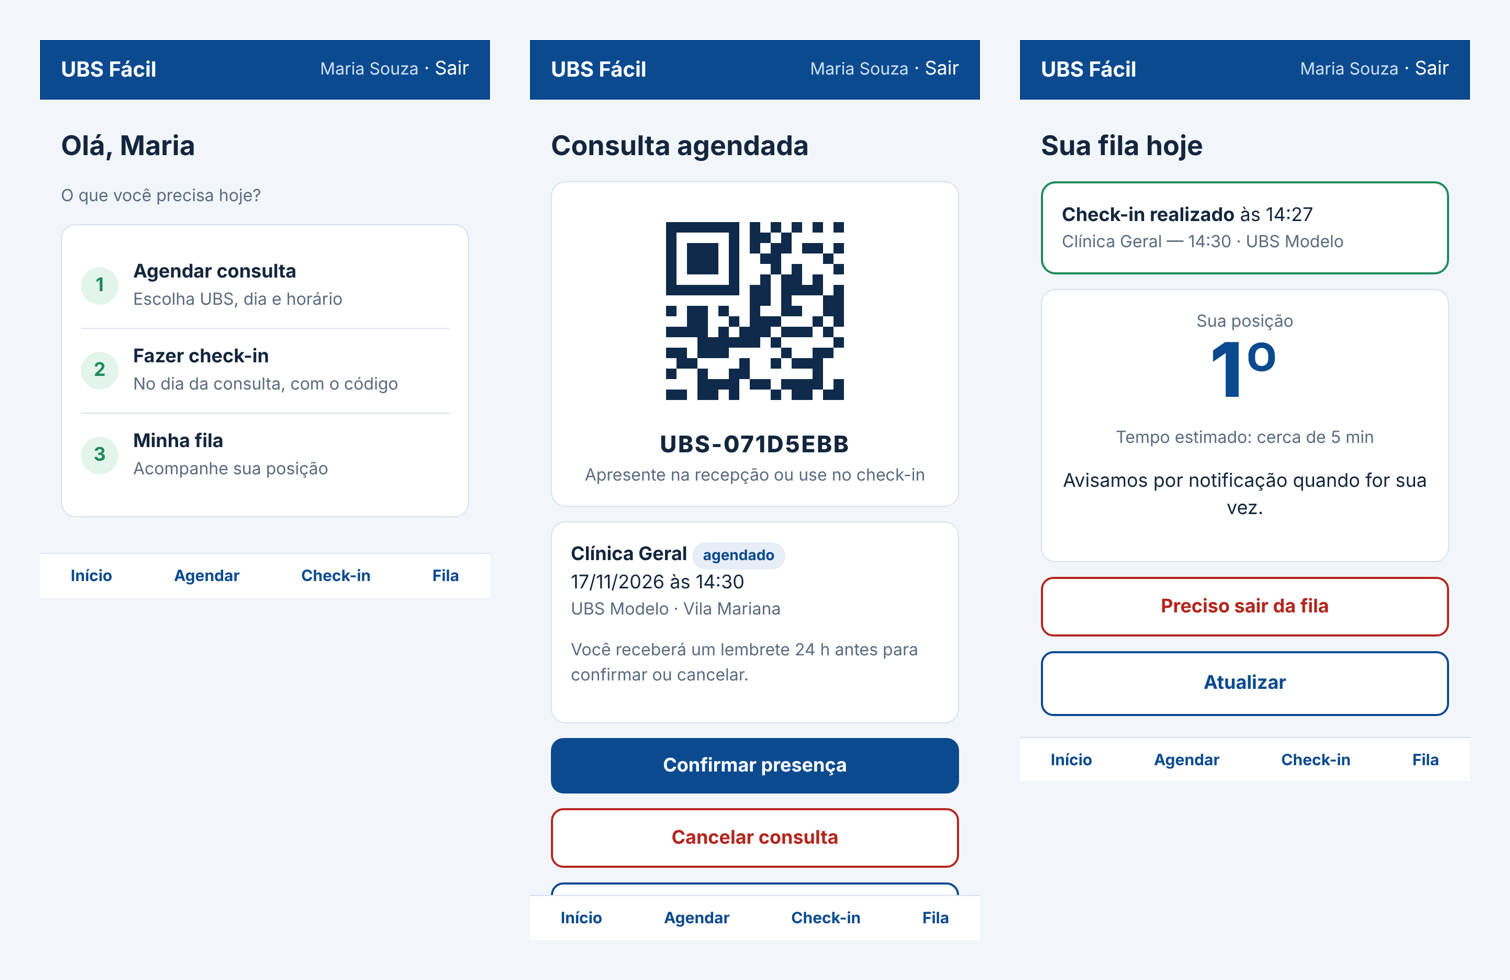 UBS Fácil
Maria Souza · Sair
Olá, Maria
O que você precisa hoje?
1
Agendar consulta
Escolha UBS, dia e horário
2
Fazer check-in
No dia da consulta, com o código
3
Minha fila
Acompanhe sua posição
Início
Agendar
Check-in
Fila
UBS Fácil
Maria Souza · Sair
Consulta agendada
UBS-071D5EBB
Apresente na recepção ou use no check-in
Clínica Geral agendado
17/11/2026 às 14:30
UBS Modelo · Vila Mariana
Você receberá um lembrete 24 h antes para
confirmar ou cancelar.
Confirmar presença
Cancelar consulta
Início
Agendar
Check-in
Fila
UBS Fácil
Maria Souza · Sair
Sua fila hoje
Check-in realizado às 14:27
Clínica Geral — 14:30 · UBS Modelo
Sua posição
1º
Tempo estimado: cerca de 5 min
Avisamos por notificação quando for sua
vez.
Preciso sair da fila
Atualizar
Início
Agendar
Check-in
Fila